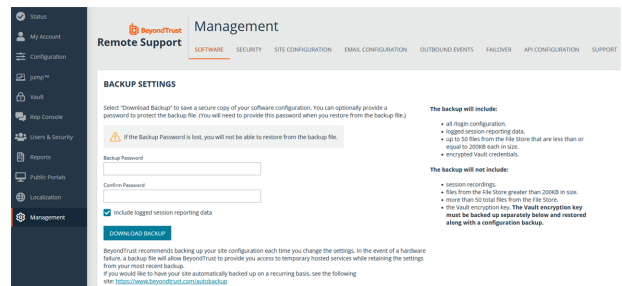 Status
My Account
Configuration
Jump™
Vault
Rep Console
Users & Security
Reports
Public Portals
Localization
Management
BeyondTrust
Remote Support
Management
SOFTWARE SECURITY SITE CONFIGURATION EMAIL CONFIGURATION OUTBOUND EVENTS FAILOVER API CONFIGURATION SUPPORT
BACKUP SETTINGS
Select "Download Backup" to save a secure copy of your software configuration. You can optionally provide a
password to protect the backup file. (You will need to provide this password when you restore from the backup file.)
If the Backup Password is lost, you will not be able to restore from the backup file.
Backup Password
Confirm Password
Include logged session reporting data
DOWNLOAD BACKUP
BeyondTrust recommends backing up your site configuration each time you change the settings. In the event of a hardware
failure, a backup file will allow BeyondTrust to provide you access to temporary hosted services while retaining the settings
from your most recent backup.
If you would like to have your site automatically backed up on a recurring basis, see the following
site: https://www.beyondtrust.com/autobackup
The backup will include:
• all /login configuration.
• logged session reporting data.
• up to 50 files from the File Store that are less than or
equal to 200KB each in size.
• encrypted Vault credentials.
The backup will not include:
• session recordings.
• files from the File Store greater than 200KB in size.
• more than 50 total files from the File Store.
• the Vault encryption key. The Vault encryption key
must be backed up separately below and restored
along with a configuration backup.